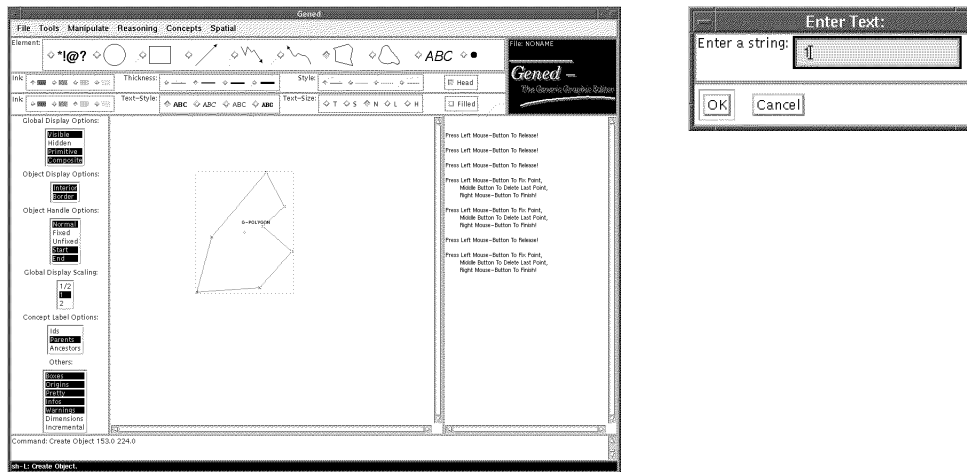 Gened
File Tools Manipulate Reasoning Concepts Spatial
Element:
*!@?
ABC
File: NONAME
Gened
The Generic Graphic Editor
Ink:
Thickness:
Style:
Head
Ink:
Text-Style: ABC ABC ABC ABC
Text-Size: T S N L H
Filled
Global Display Options:
Visible
Hidden
Primitive
Composite
Object Display Options:
Interior
Border
Object Handle Options:
Normal
Fixed
Unfixed
Start
End
Global Display Scaling:
1/2
1
2
Concept Label Options:
Ids
Parents
Ancestors
Others:
Boxes
Origins
Pretty
Infos
Warnings
Dimensions
Incremental
G-POLYGON
Press Left Mouse-Button To Release!
Press Left Mouse-Button To Release!
Press Left Mouse-Button To Release!
Press Left Mouse-Button To Fix Point,
Middle Button To Delete Last Point,
Right Mouse-Button To Finish!
Press Left Mouse-Button To Fix Point,
Middle Button To Delete Last Point,
Right Mouse-Button To Finish!
Press Left Mouse-Button To Release!
Press Left Mouse-Button To Fix Point,
Middle Button To Delete Last Point,
Right Mouse-Button To Finish!
Command: Create Object 153.0 224.0
sh-L: Create Object.
Enter Text:
Enter a string:
OK Cancel